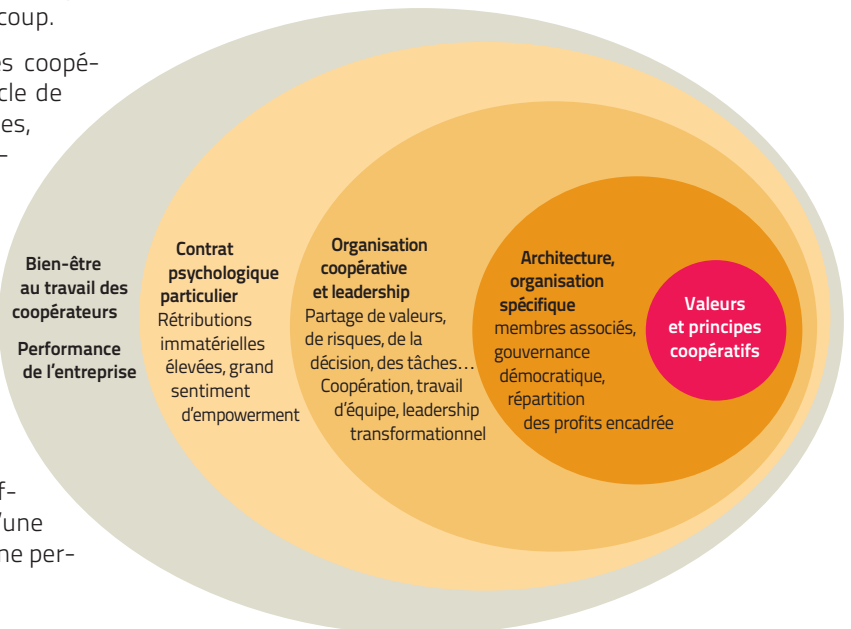 coup.
es coopé-
cle de
es,
-
f-
'une
ne per-
Bien-être
au travail des
coopérateurs
Performance
de l'entreprise
Contrat
psychologique
particulier
Rétributions
immatérielles
élevées, grand
sentiment
d'empowerment
Organisation
coopérative
et leadership
Partage de valeurs,
de risques, de la
décision, des tâches…
Coopération, travail
d'équipe, leadership
transformationnel
Architecture,
organisation
spécifique
membres associés,
gouvernance
démocratique,
répartition
des profits encadrée
Valeurs
et principes
coopératifs